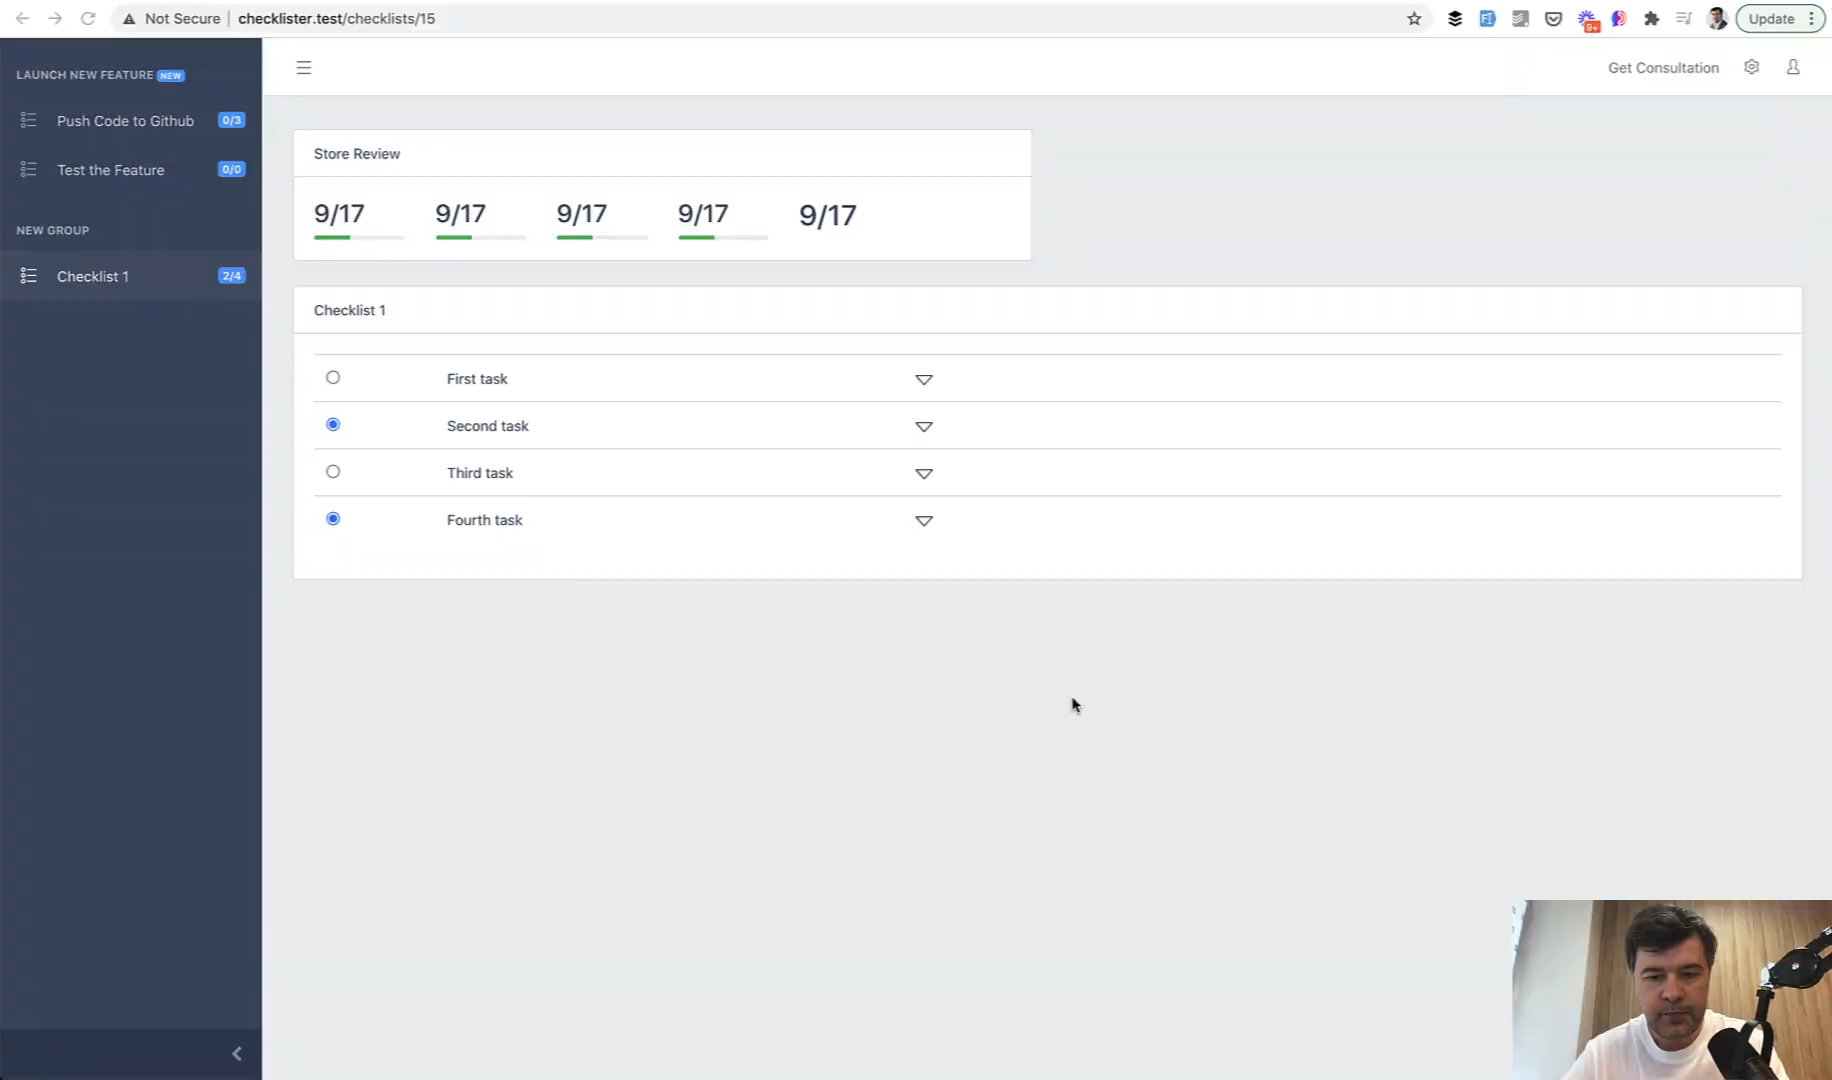 Not Secure
checklister.test/checklists/15
9+
Update
LAUNCH NEW FEATURE NEW
Push Code to Github 0/3
Test the Feature 0/0
NEW GROUP
Checklist 1 2/4
Get Consultation
Store Review
9/17 9/17 9/17 9/17 9/17
Checklist 1
First task
Second task
Third task
Fourth task